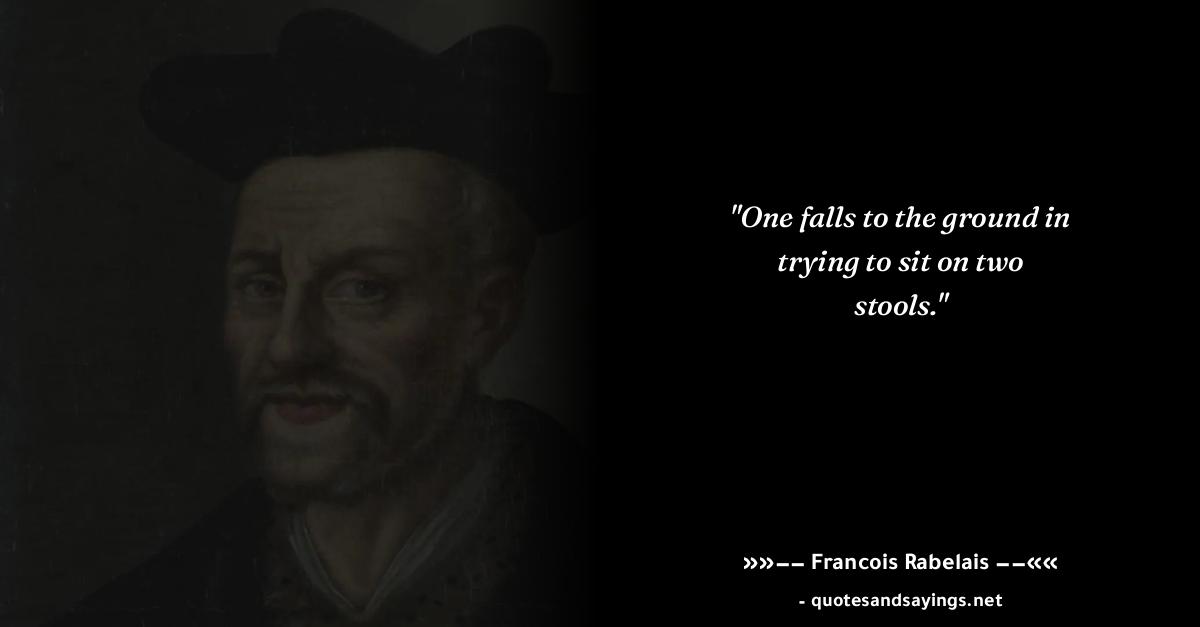 "One falls to the ground in
trying to sit on two
stools."
»»–– Francois Rabelais ––««
- quotesandsayings.net